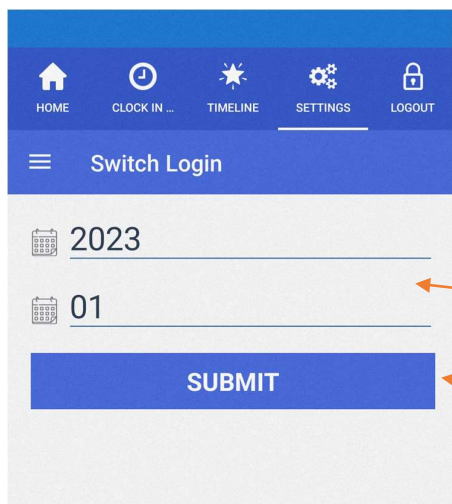 HOME CLOCK IN ... TIMELINE SETTINGS LOGOUT
Switch Login
2023
01
SUBMIT